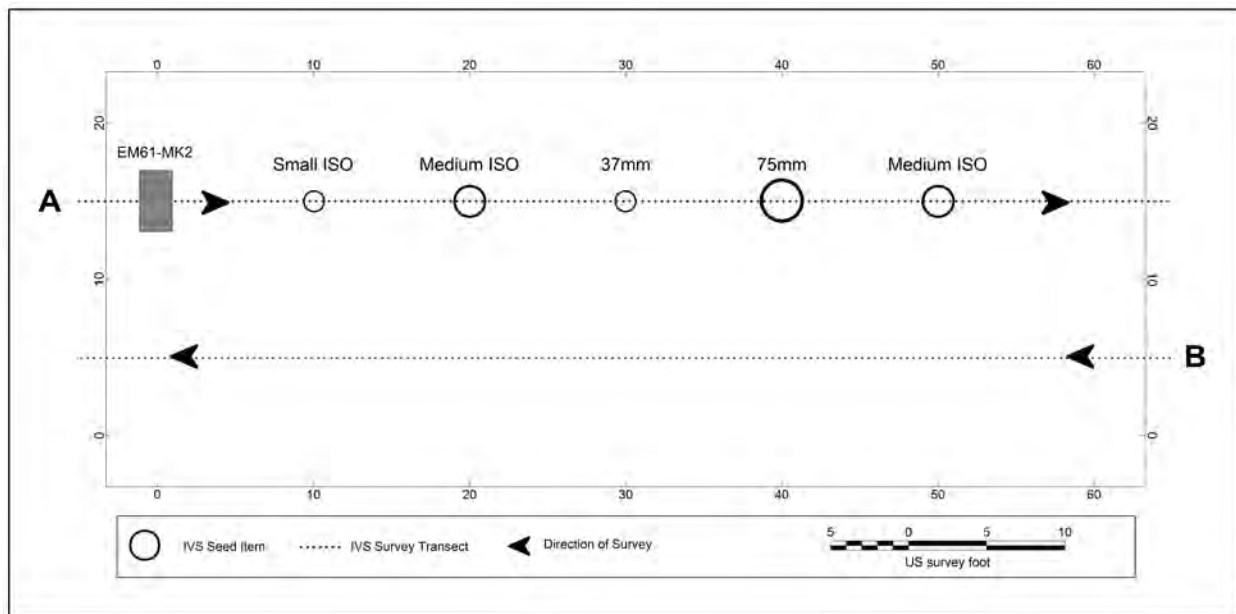 0 10 20 30 40 50 60
20 20
EM61-MK2 Small ISO Medium ISO 37mm 75mm Medium ISO
A
10 10
B
0 0
0 10 20 30 40 50 60
IVS Seed Item IVS Survey Transect Direction of Survey 5 0 5 10
US survey foot